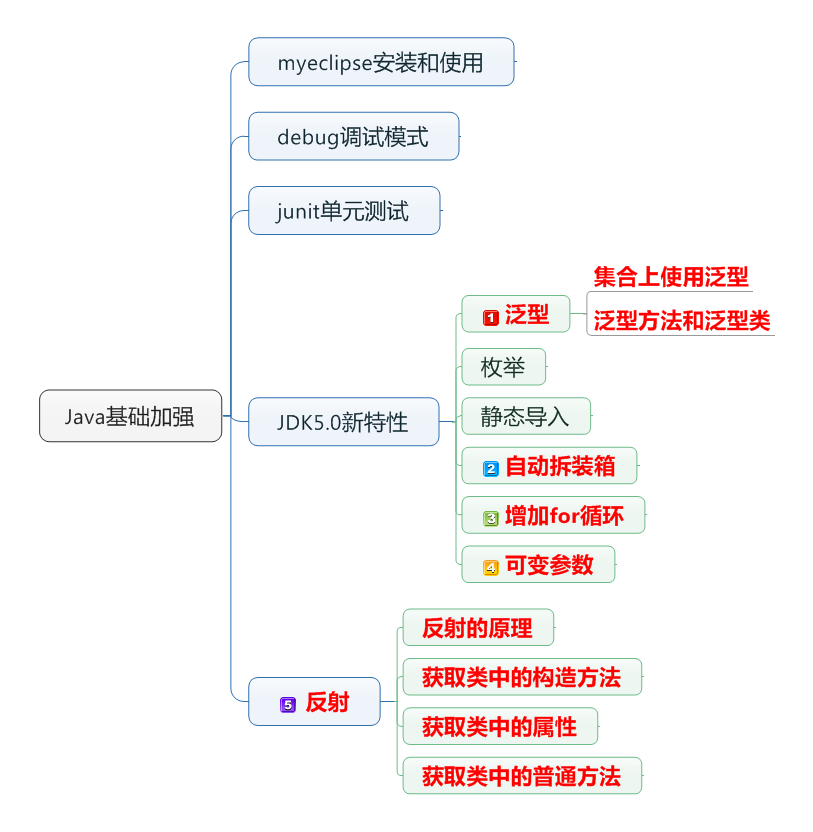 myeclipse安装和使用
debug调试模式
junit单元测试
集合上使用泛型
1 泛型
泛型方法和泛型类
枚举
Java基础加强
JDK5.0新特性
静态导入
2 自动拆装箱
3 增加for循环
4 可变参数
反射的原理
获取类中的构造方法
5 反射
获取类中的属性
获取类中的普通方法